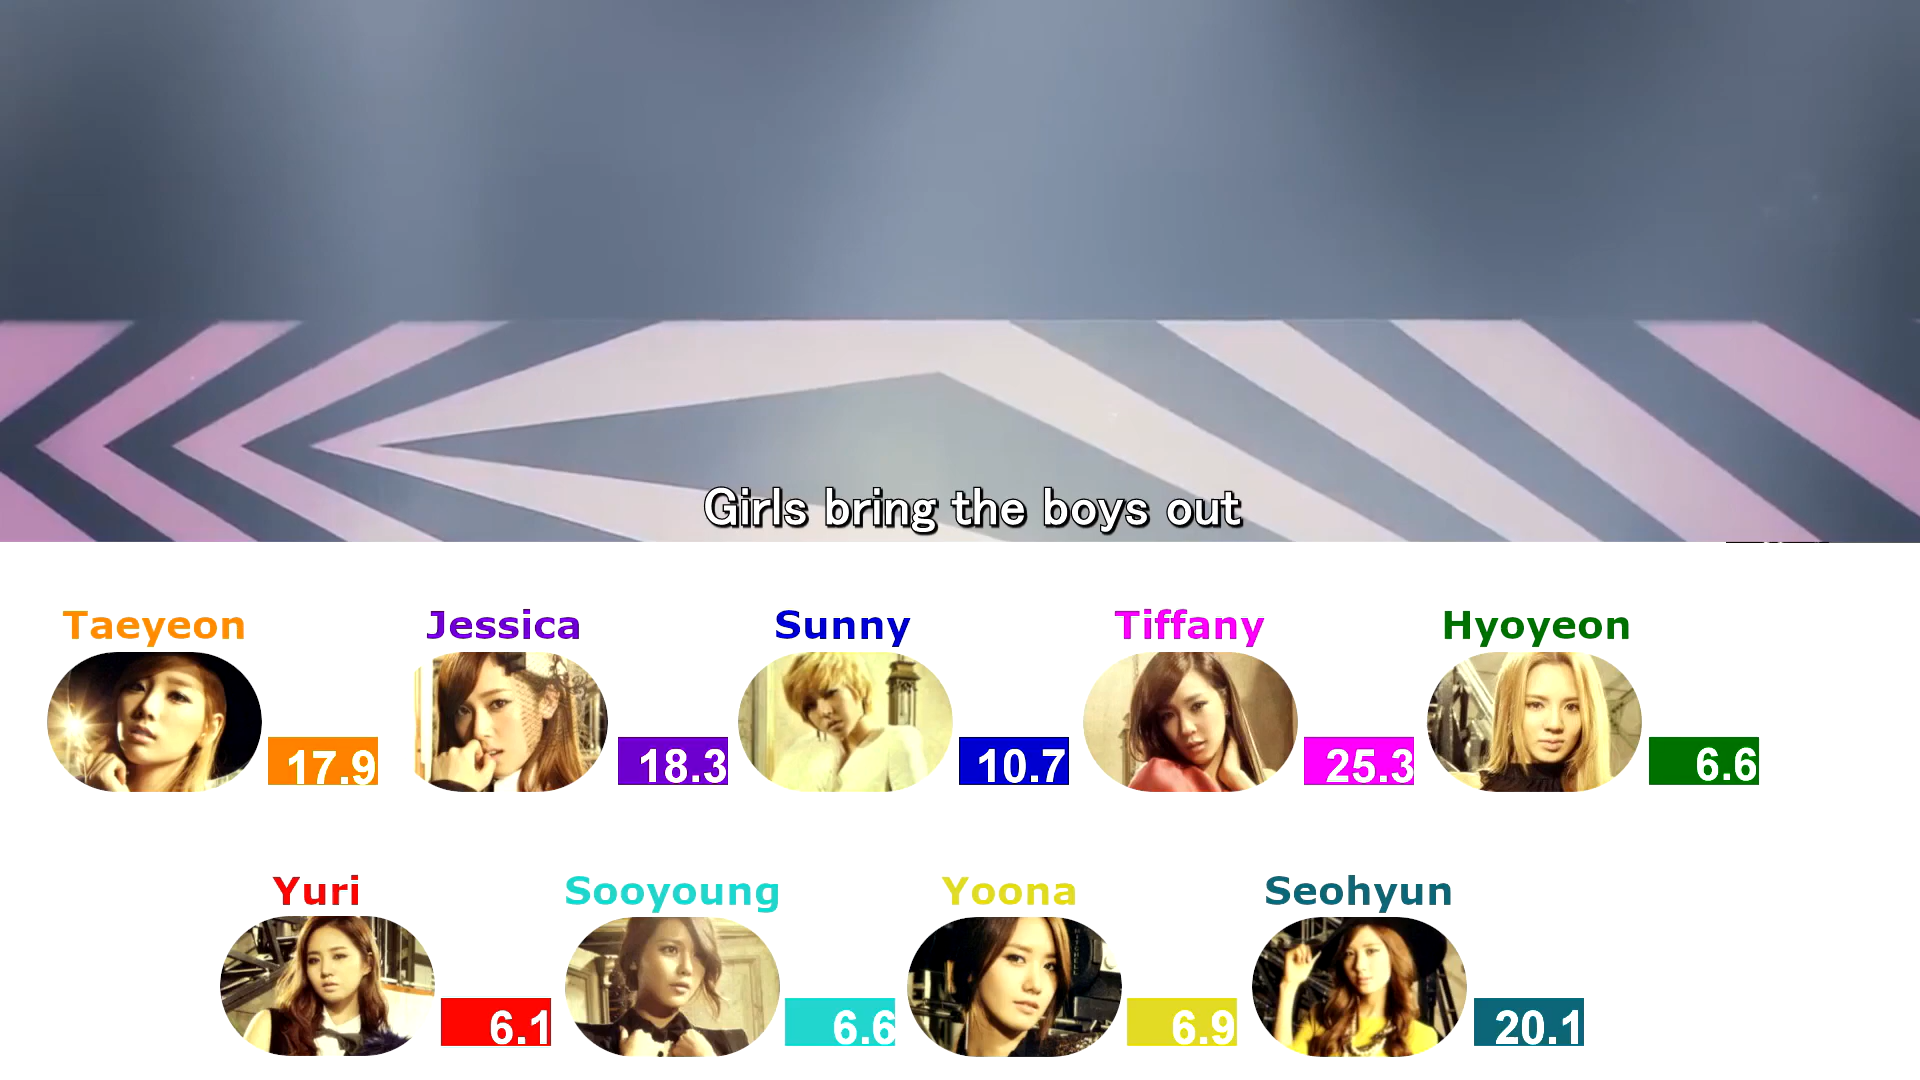 Girls bring the boys out
Taeyeon
Jessica
Sunny
Tiffany
Hyoyeon
17.9
18.3
10.7
25.3
6.6
Yuri
Sooyoung
Yoona
Seohyun
6.1
6.6
6.9
20.1